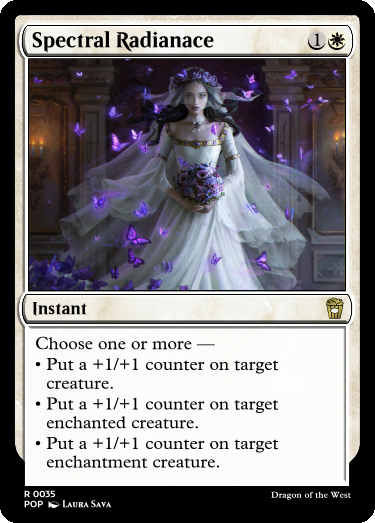 Spectral Radianace 1
Instant
Choose one or more —
• Put a +1/+1 counter on target
creature.
• Put a +1/+1 counter on target
enchanted creature.
• Put a +1/+1 counter on target
enchantment creature.
R 0035
POP Laura Sava
Dragon of the West